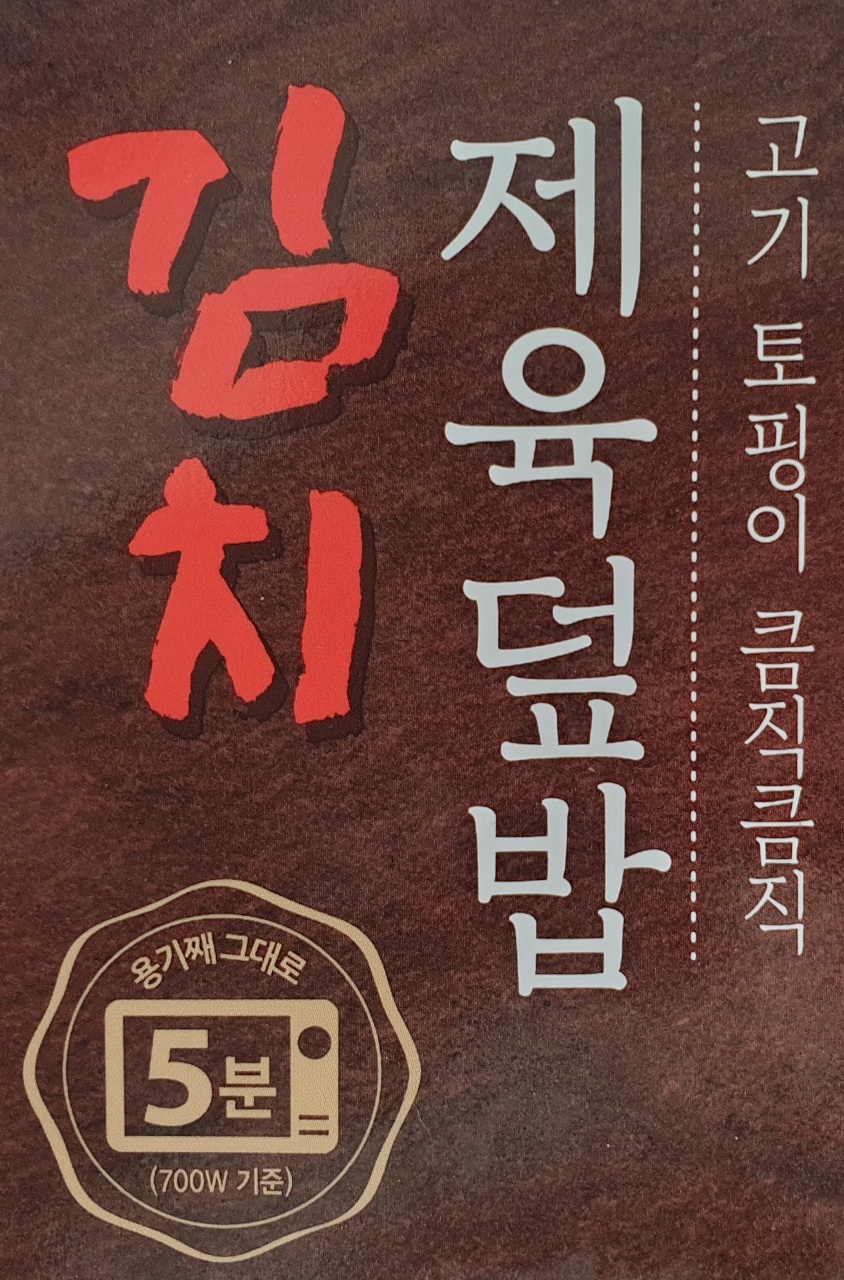 김치
제육덮밥
고기 토핑이 큼직큼직
용기째 그대로
5분
(700W 기준)